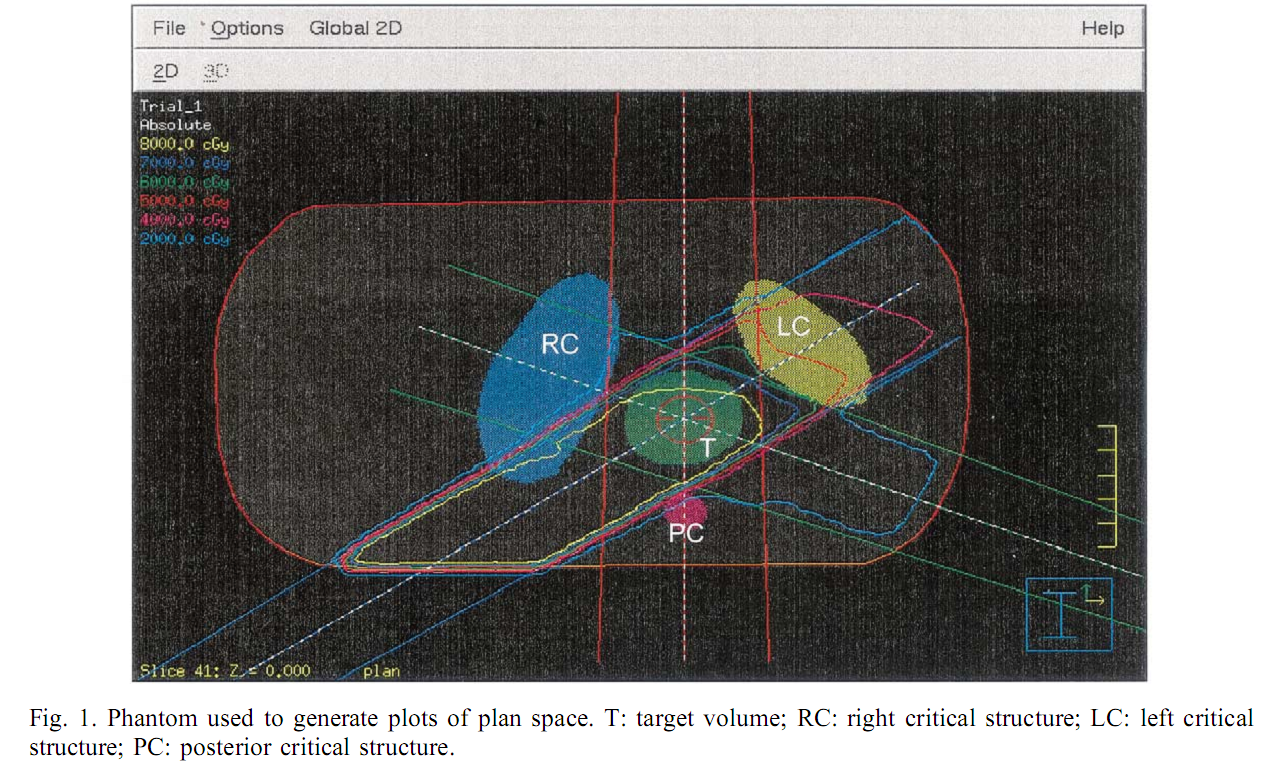 File Options Global 2D Help
2D 3D
Trial_1
Absolute
8000.0 cGy
7000.0 cGy
6000.0 cGy
5000.0 cGy
4000.0 cGy
2000.0 cGy
RC
LC
T
PC
Slice 41: Z = 0.000 plan
Fig. 1. Phantom used to generate plots of plan space. T: target volume; RC: right critical structure; LC: left critical
structure; PC: posterior critical structure.